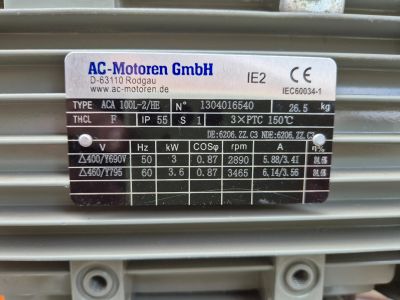 AC-Motoren GmbH
D-63110 Rodgau
www.ac-motoren.de
IE2
IEC60034-1
TYPE ACA 100L-2/HE N° 1304016540 26.5 kg
THCL F IP 55 S 1 3×PTC 150℃
DE:6206.ZZ.C3 NDE:6206.ZZ.C3
V Hz kW COSφ rpm A η%
△400/Y690V 50 3 0.87 2890 5.88/3.41
△460/Y795 60 3.6 0.87 3465 6.14/3.56